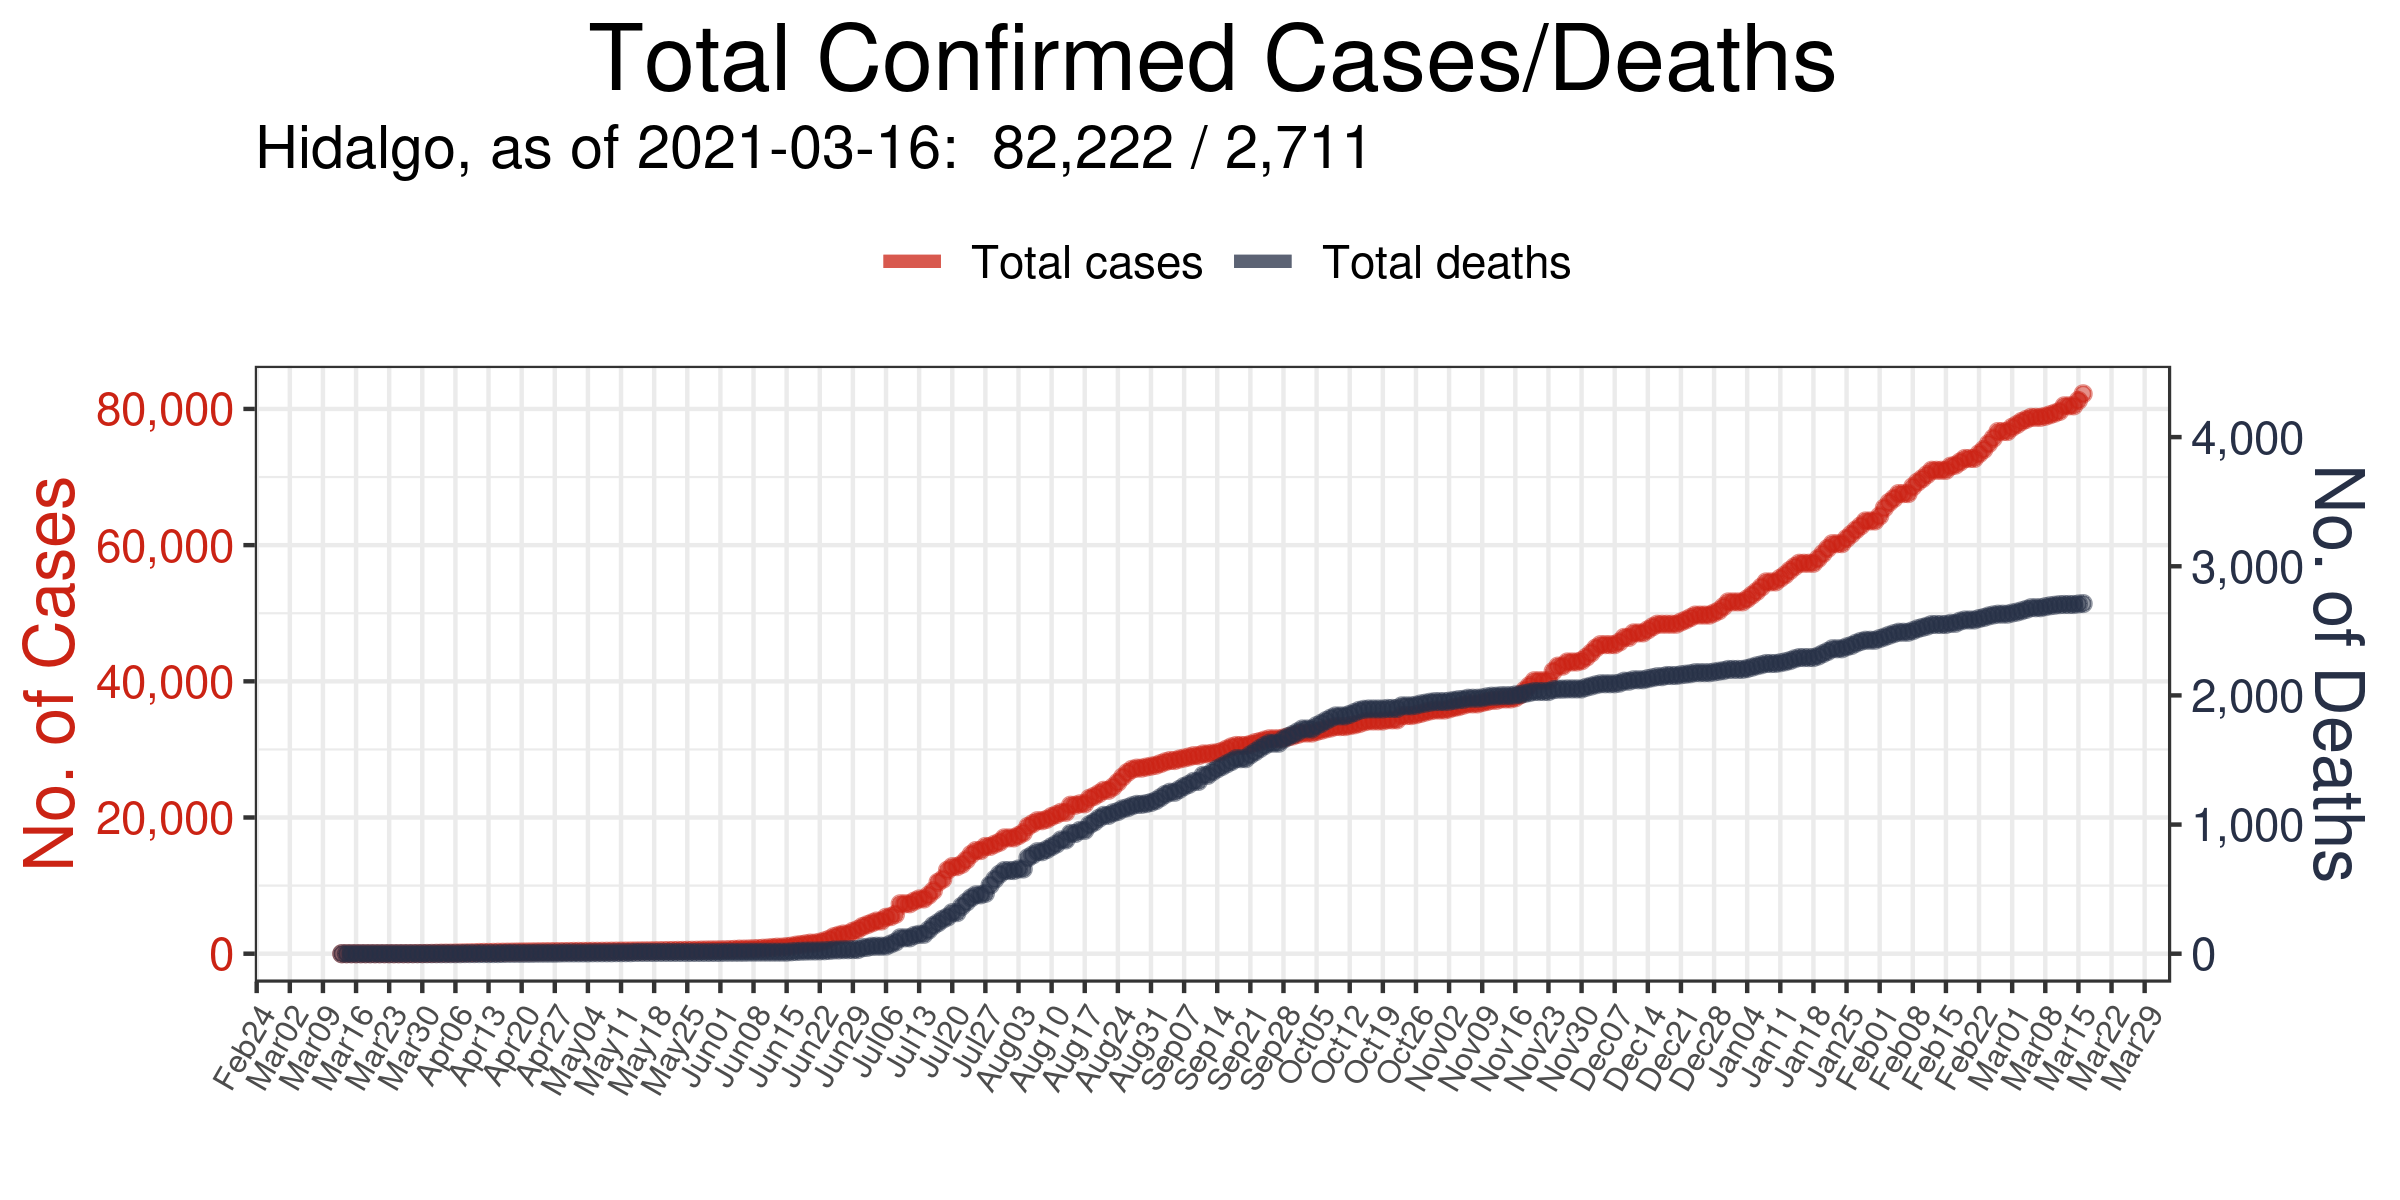 Total Confirmed Cases/Deaths
Hidalgo, as of 2021-03-16:  82,222 / 2,711
Total cases
Total deaths
No. of Cases
80,000
60,000
40,000
20,000
0
4,000
3,000
2,000
1,000
0
No. of Deaths
Feb24
Mar02
Mar09
Mar16
Mar23
Mar30
Apr06
Apr13
Apr20
Apr27
May04
May11
May18
May25
Jun01
Jun08
Jun15
Jun22
Jun29
Jul06
Jul13
Jul20
Jul27
Aug03
Aug10
Aug17
Aug24
Aug31
Sep07
Sep14
Sep21
Sep28
Oct05
Oct12
Oct19
Oct26
Nov02
Nov09
Nov16
Nov23
Nov30
Dec07
Dec14
Dec21
Dec28
Jan04
Jan11
Jan18
Jan25
Feb01
Feb08
Feb15
Feb22
Mar01
Mar08
Mar15
Mar22
Mar29